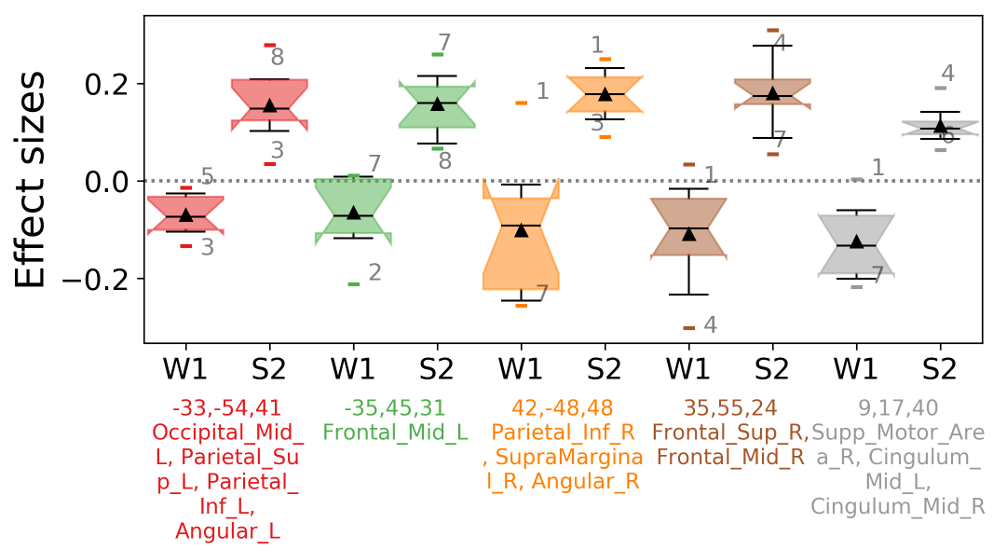 Effect sizes
0.2
0.0
−0.2
8
3
5
3
7
8
7
2
1
3
1
7
4
7
1
4
4
6
1
7
W1 S2 W1 S2 W1 S2 W1 S2 W1 S2
-33,-54,41
Occipital_Mid_
L, Parietal_Su
p_L, Parietal_
Inf_L,
Angular_L
-35,45,31
Frontal_Mid_L
42,-48,48
Parietal_Inf_R
, SupraMargina
l_R, Angular_R
35,55,24
Frontal_Sup_R,
Frontal_Mid_R
9,17,40
Supp_Motor_Are
a_R, Cingulum_
Mid_L,
Cingulum_Mid_R